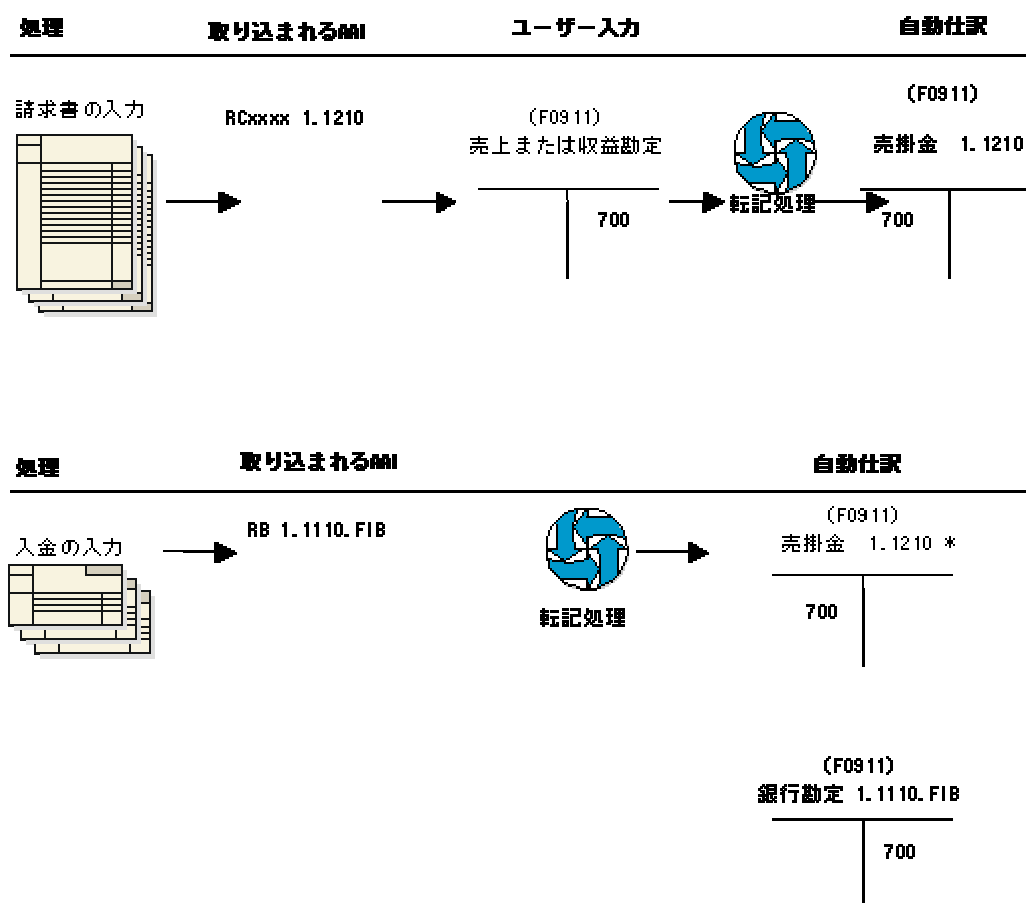 処理 取り込まれるAAI ユーザー入力 自動仕訳
請求書の入力
RCxxxx 1.1210
(F0911)
売上または収益勘定
700
転記処理
(F0911)
売掛金 1.1210
700
処理 取り込まれるAAI 自動仕訳
入金の入力
RB 1.1110.FIB
転記処理
(F0911)
売掛金 1.1210 *
700
(F0911)
銀行勘定 1.1110.FIB
700